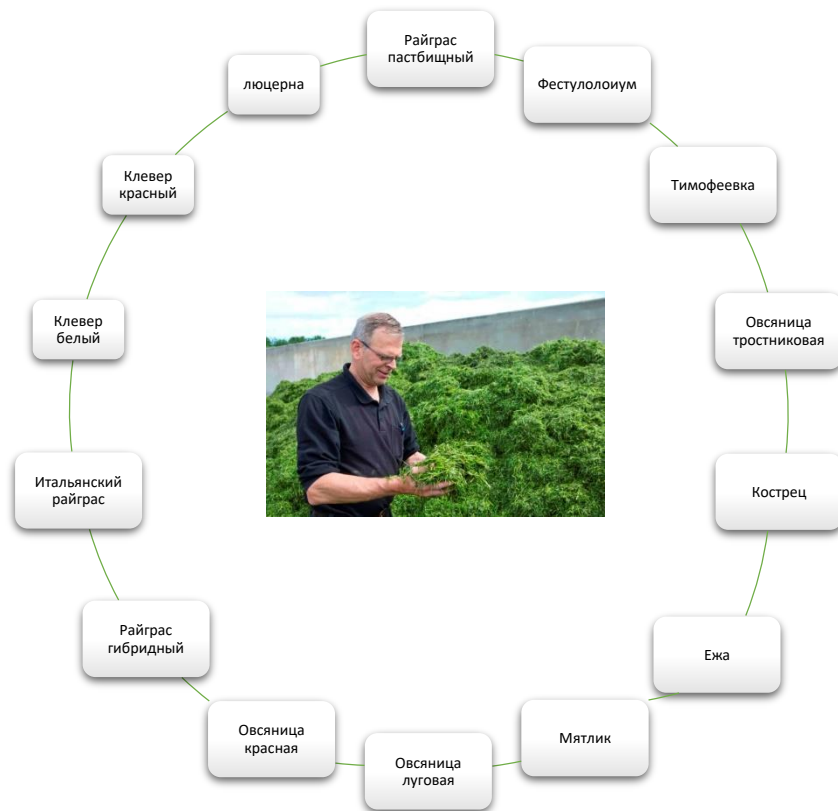 Райграс
пастбищный
Фестулолоиум
Тимофеевка
Овсяница
тростниковая
Кострец
Ежа
Мятлик
Овсяница
луговая
Овсяница
красная
Райграс
гибридный
Итальянский
райграс
Клевер
белый
Клевер
красный
люцерна